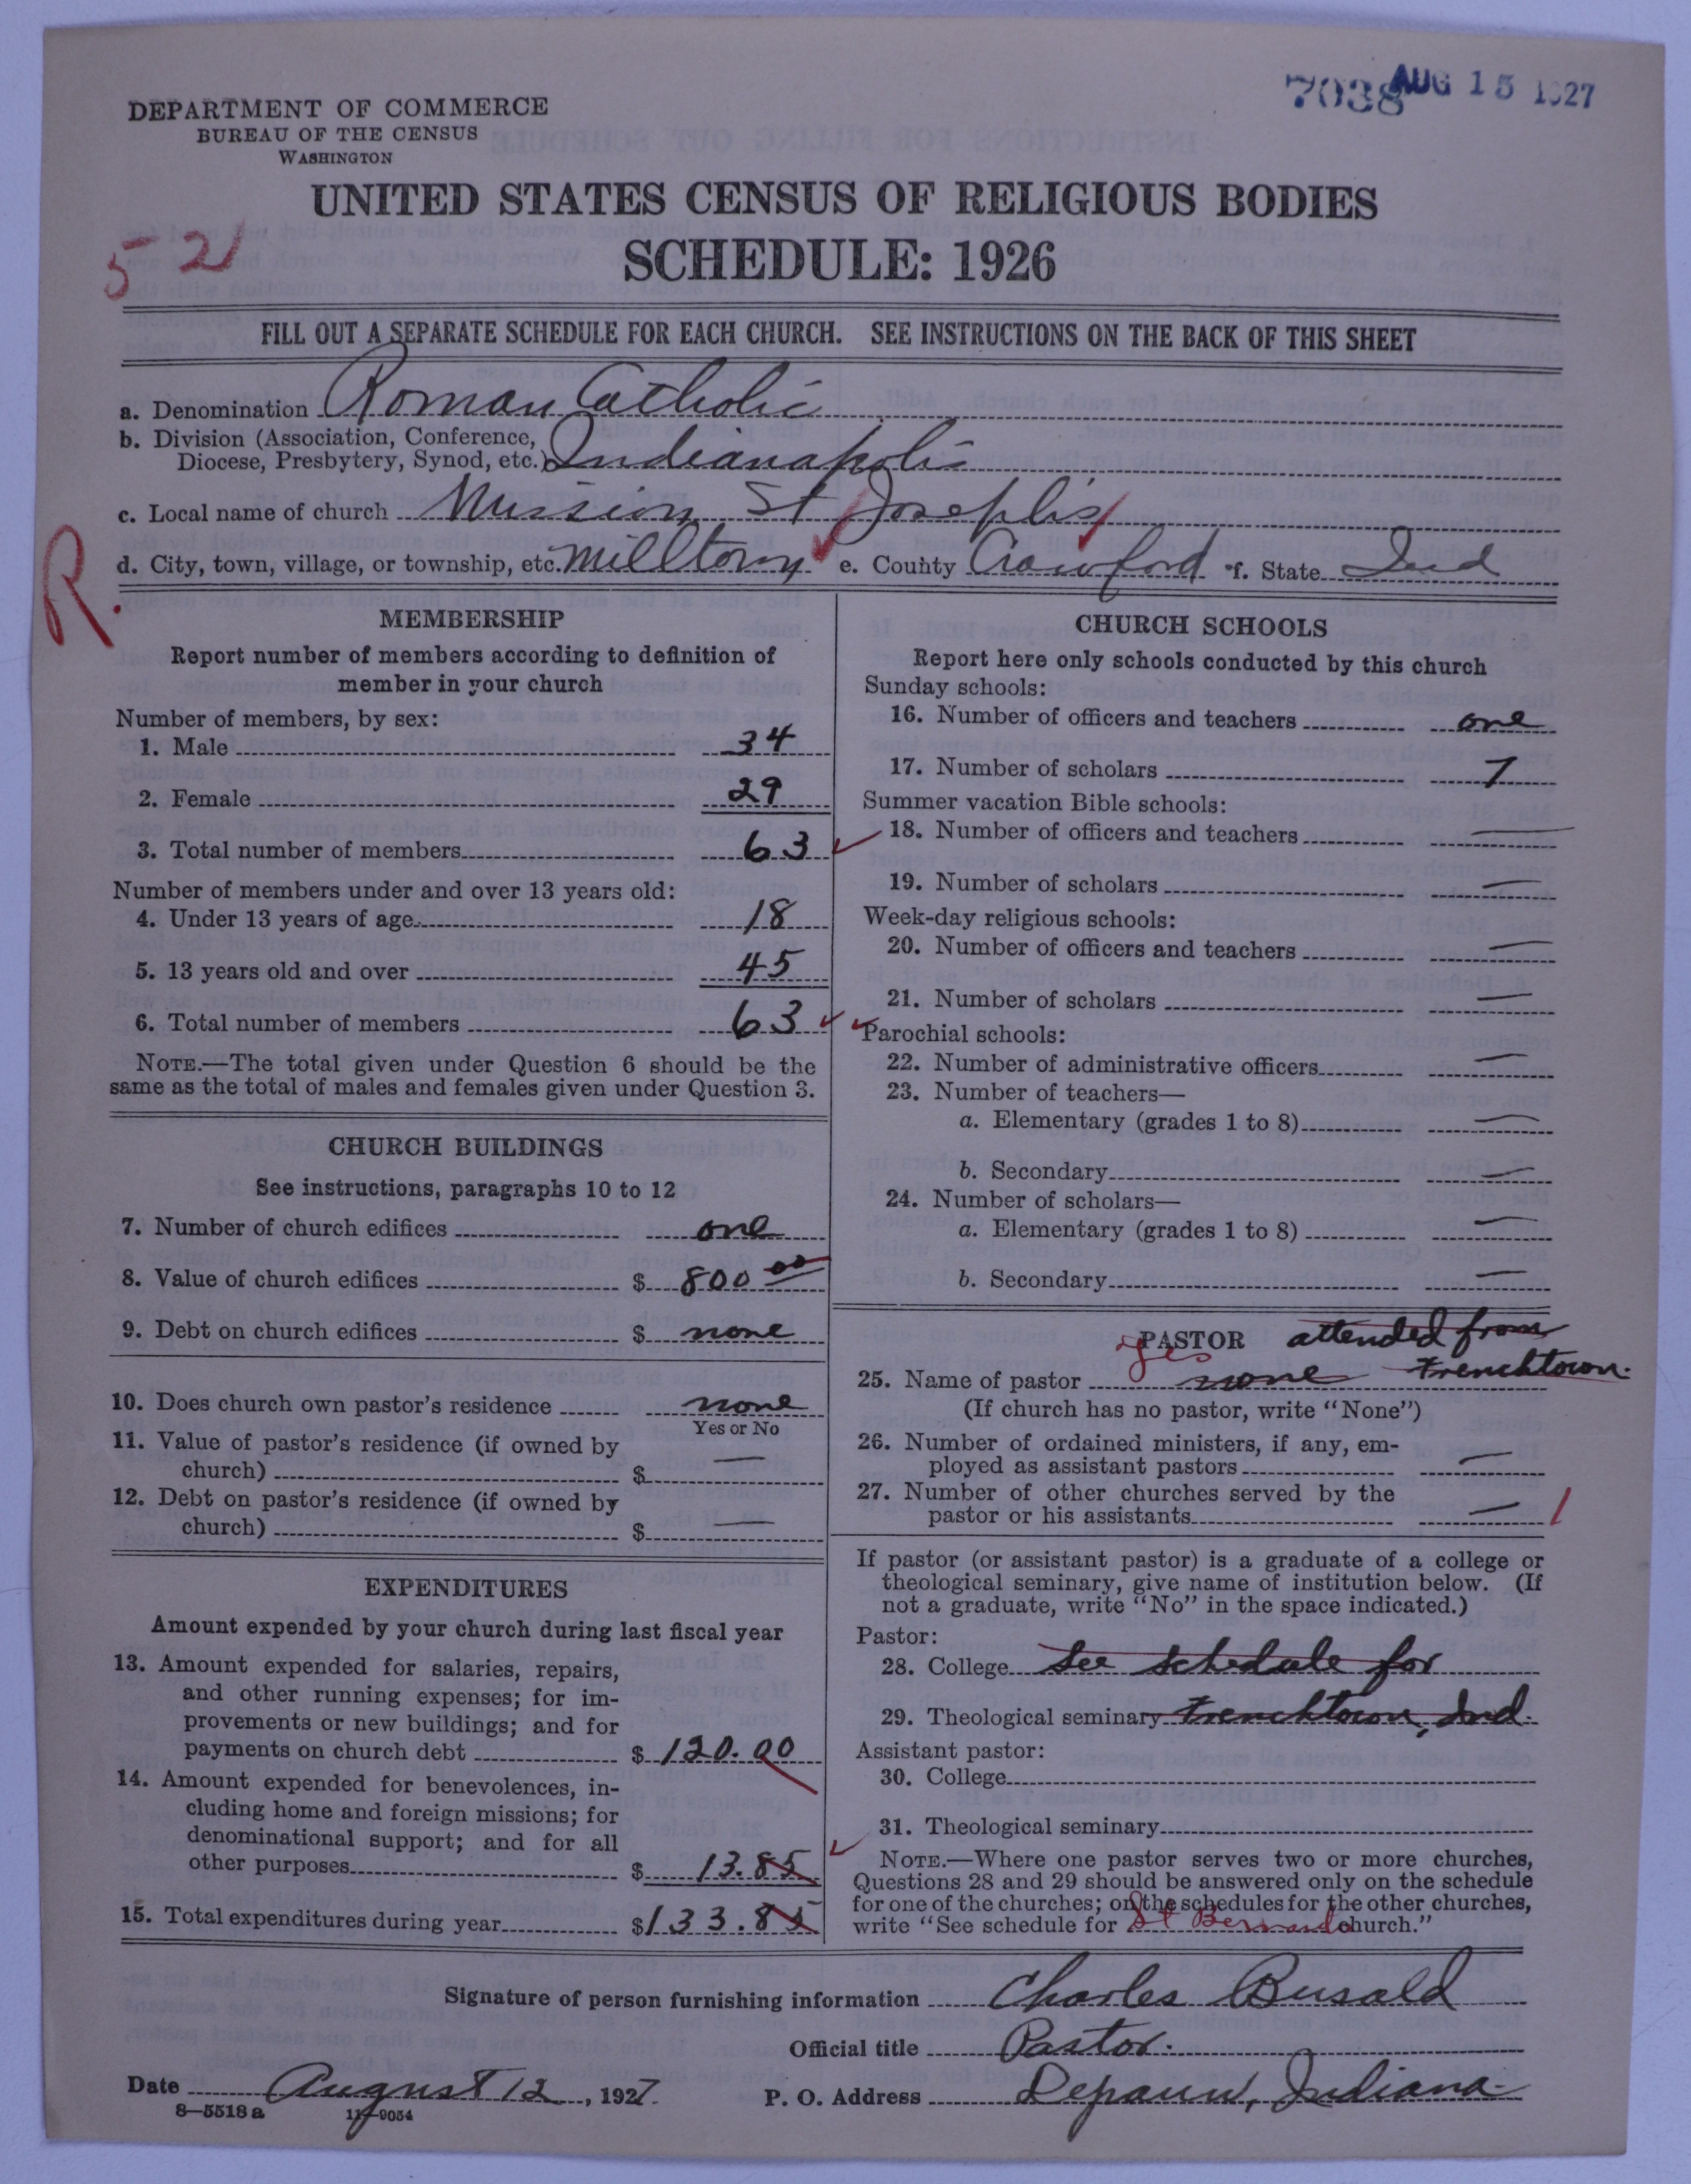 7038 AUG 15 1927
DEPARTMENT OF COMMERCE
BUREAU OF THE CENSUS
WASHINGTON
UNITED STATES CENSUS OF RELIGIOUS BODIES
52
SCHEDULE: 1926
FILL OUT A SEPARATE SCHEDULE FOR EACH CHURCH. SEE INSTRUCTIONS ON THE BACK OF THIS SHEET
a. Denomination Roman Catholic
b. Division (Association, Conference,
Diocese, Presbytery, Synod, etc.) Indianapolis
c. Local name of church Mission St Joseph's
R.
d. City, town, village, or township, etc. Milltown e. County Crawford f. State Ind
MEMBERSHIP
Report number of members according to definition of
member in your church
Number of members, by sex:
1. Male 34
2. Female 29
3. Total number of members 63
Number of members under and over 13 years old:
4. Under 13 years of age 18
5. 13 years old and over 45
6. Total number of members 63
NOTE.—The total given under Question 6 should be the
same as the total of males and females given under Question 3.
CHURCH BUILDINGS
See instructions, paragraphs 10 to 12
7. Number of church edifices one
8. Value of church edifices $ 800 00
9. Debt on church edifices $ none
10. Does church own pastor's residence none
Yes or No
11. Value of pastor's residence (if owned by
church) $ —
12. Debt on pastor's residence (if owned by
church) $ —
EXPENDITURES
Amount expended by your church during last fiscal year
13. Amount expended for salaries, repairs,
and other running expenses; for im-
provements or new buildings; and for
payments on church debt $ 120.00
14. Amount expended for benevolences, in-
cluding home and foreign missions; for
denominational support; and for all
other purposes $ 13.85
15. Total expenditures during year $ 133.85
CHURCH SCHOOLS
Report here only schools conducted by this church
Sunday schools:
16. Number of officers and teachers one
17. Number of scholars 7
Summer vacation Bible schools:
18. Number of officers and teachers —
19. Number of scholars —
Week-day religious schools:
20. Number of officers and teachers —
21. Number of scholars —
Parochial schools:
22. Number of administrative officers —
23. Number of teachers—
a. Elementary (grades 1 to 8) —
b. Secondary —
24. Number of scholars—
a. Elementary (grades 1 to 8) —
b. Secondary —
PASTOR attended from
yes
25. Name of pastor none Frenchtown.
(If church has no pastor, write "None")
26. Number of ordained ministers, if any, em-
ployed as assistant pastors —
27. Number of other churches served by the
pastor or his assistants — 1
If pastor (or assistant pastor) is a graduate of a college or
theological seminary, give name of institution below. (If
not a graduate, write "No" in the space indicated.)
Pastor:
28. College See schedule for
29. Theological seminary Frenchtown, Ind.
Assistant pastor:
30. College
31. Theological seminary
NOTE.—Where one pastor serves two or more churches,
Questions 28 and 29 should be answered only on the schedule
for one of the churches; on the schedules for the other churches,
write "See schedule for St Bernards church."
Signature of person furnishing information Charles Busald
Official title Pastor.
Date August 12, 1927. P. O. Address Depauw, Indiana.
8—5518 a 11—9054